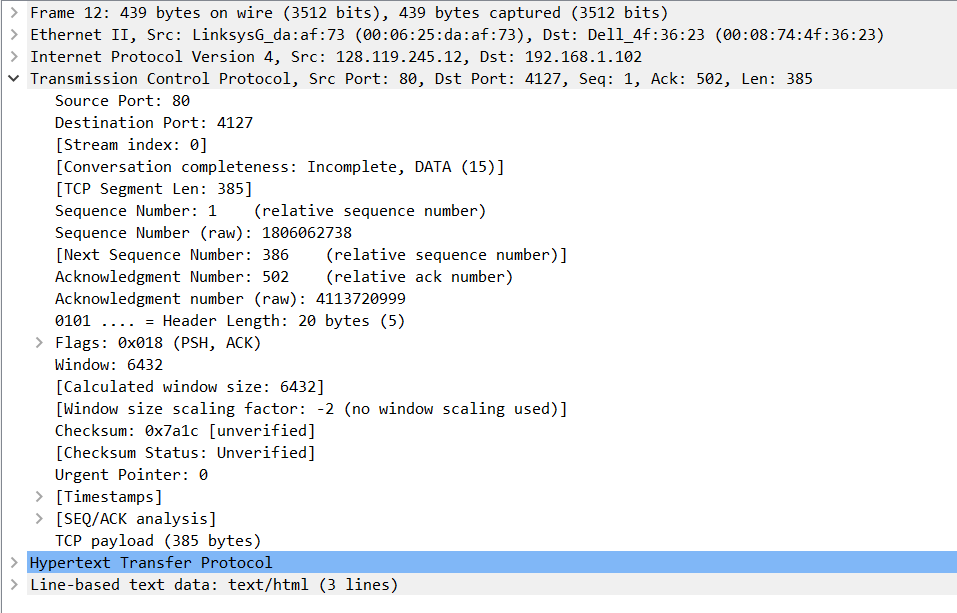 Frame 12: 439 bytes on wire (3512 bits), 439 bytes captured (3512 bits)
Ethernet II, Src: LinksysG_da:af:73 (00:06:25:da:af:73), Dst: Dell_4f:36:23 (00:08:74:4f:36:23)
Internet Protocol Version 4, Src: 128.119.245.12, Dst: 192.168.1.102
Transmission Control Protocol, Src Port: 80, Dst Port: 4127, Seq: 1, Ack: 502, Len: 385
Source Port: 80
Destination Port: 4127
[Stream index: 0]
[Conversation completeness: Incomplete, DATA (15)]
[TCP Segment Len: 385]
Sequence Number: 1    (relative sequence number)
Sequence Number (raw): 1806062738
[Next Sequence Number: 386    (relative sequence number)]
Acknowledgment Number: 502    (relative ack number)
Acknowledgment number (raw): 4113720999
0101 .... = Header Length: 20 bytes (5)
Flags: 0x018 (PSH, ACK)
Window: 6432
[Calculated window size: 6432]
[Window size scaling factor: -2 (no window scaling used)]
Checksum: 0x7a1c [unverified]
[Checksum Status: Unverified]
Urgent Pointer: 0
[Timestamps]
[SEQ/ACK analysis]
TCP payload (385 bytes)
Hypertext Transfer Protocol
Line-based text data: text/html (3 lines)